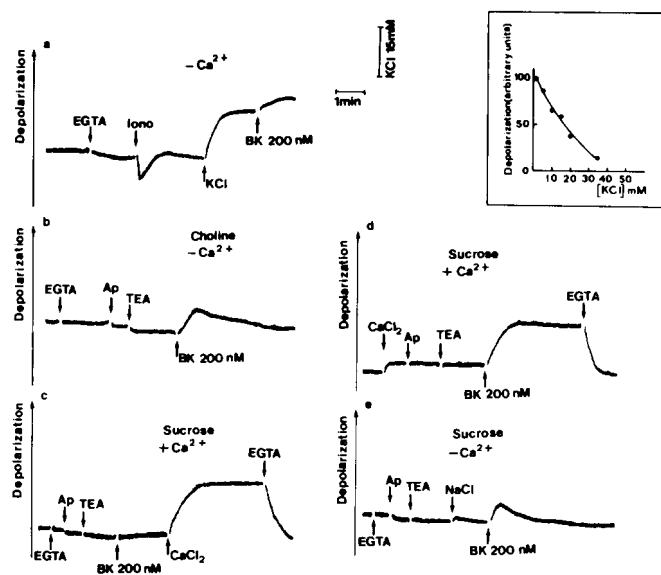 a
Depolarization
− Ca²⁺
EGTA
Iono
KCl
BK 200 nM
KCl 15mM
1min
Depolarization(arbitrary units)
100
50
0
0 10 20 30 40 50
[KCl] mM
b
Depolarization
Choline
− Ca²⁺
EGTA
Ap
TEA
BK 200 nM
c
Depolarization
Sucrose
+ Ca²⁺
EGTA
Ap
TEA
EGTA
BK 200 nM
CaCl₂
d
Depolarization
Sucrose
+ Ca²⁺
EGTA
CaCl₂
Ap
TEA
BK 200 nM
e
Depolarization
Sucrose
− Ca²⁺
Ap
TEA
NaCl
EGTA
BK 200 nM